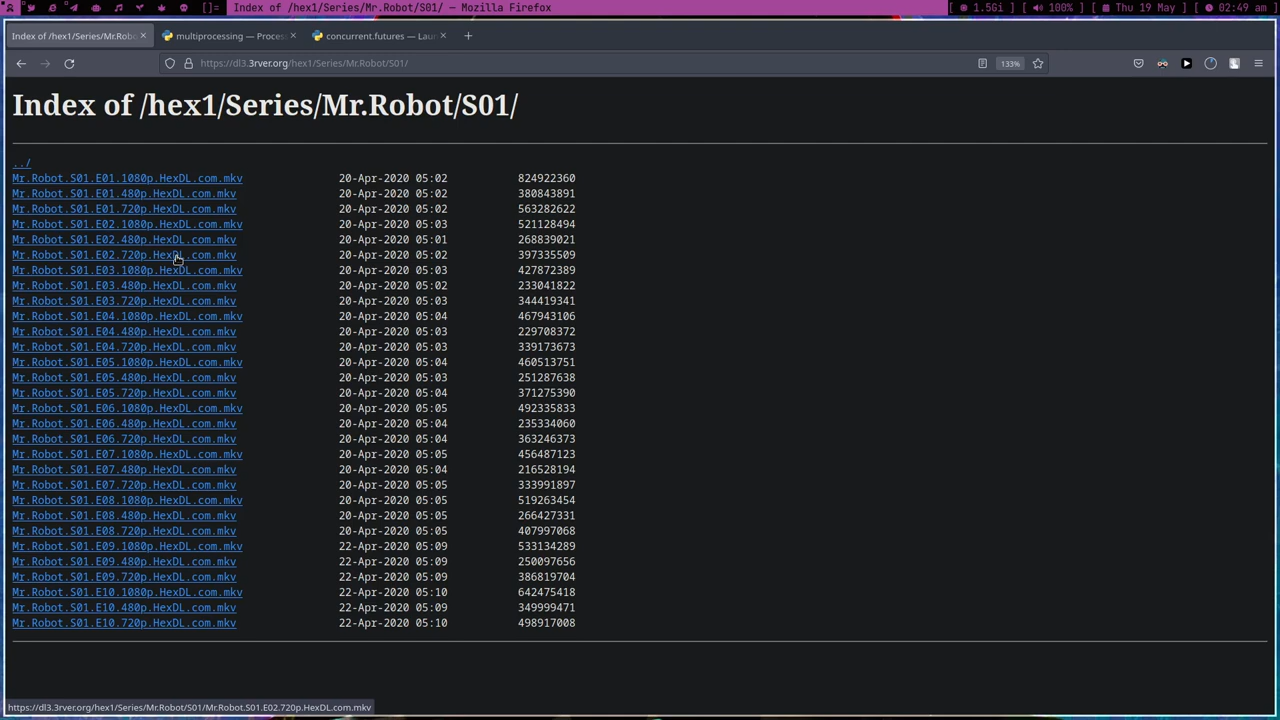 []= Index of /hex1/Series/Mr.Robot/S01/ — Mozilla Firefox [ 1.5Gi ] [ 100% ] [ Thu 19 May ] [ 02:49 am ]
Index of /hex1/Series/Mr.Robo × multiprocessing — Process × concurrent.futures — Laun × +
https://dl3.3rver.org/hex1/Series/Mr.Robot/S01/ 133%
Index of /hex1/Series/Mr.Robot/S01/
../
Mr.Robot.S01.E01.1080p.HexDL.com.mkv 20-Apr-2020 05:02 824922360
Mr.Robot.S01.E01.480p.HexDL.com.mkv 20-Apr-2020 05:02 380843891
Mr.Robot.S01.E01.720p.HexDL.com.mkv 20-Apr-2020 05:02 563282622
Mr.Robot.S01.E02.1080p.HexDL.com.mkv 20-Apr-2020 05:03 521128494
Mr.Robot.S01.E02.480p.HexDL.com.mkv 20-Apr-2020 05:01 268839021
Mr.Robot.S01.E02.720p.HexDL.com.mkv 20-Apr-2020 05:02 397335509
Mr.Robot.S01.E03.1080p.HexDL.com.mkv 20-Apr-2020 05:03 427872389
Mr.Robot.S01.E03.480p.HexDL.com.mkv 20-Apr-2020 05:02 233041822
Mr.Robot.S01.E03.720p.HexDL.com.mkv 20-Apr-2020 05:03 344419341
Mr.Robot.S01.E04.1080p.HexDL.com.mkv 20-Apr-2020 05:04 467943106
Mr.Robot.S01.E04.480p.HexDL.com.mkv 20-Apr-2020 05:03 229708372
Mr.Robot.S01.E04.720p.HexDL.com.mkv 20-Apr-2020 05:03 339173673
Mr.Robot.S01.E05.1080p.HexDL.com.mkv 20-Apr-2020 05:04 460513751
Mr.Robot.S01.E05.480p.HexDL.com.mkv 20-Apr-2020 05:03 251287638
Mr.Robot.S01.E05.720p.HexDL.com.mkv 20-Apr-2020 05:04 371275390
Mr.Robot.S01.E06.1080p.HexDL.com.mkv 20-Apr-2020 05:05 492335833
Mr.Robot.S01.E06.480p.HexDL.com.mkv 20-Apr-2020 05:04 235334060
Mr.Robot.S01.E06.720p.HexDL.com.mkv 20-Apr-2020 05:04 363246373
Mr.Robot.S01.E07.1080p.HexDL.com.mkv 20-Apr-2020 05:05 456487123
Mr.Robot.S01.E07.480p.HexDL.com.mkv 20-Apr-2020 05:04 216528194
Mr.Robot.S01.E07.720p.HexDL.com.mkv 20-Apr-2020 05:05 333991897
Mr.Robot.S01.E08.1080p.HexDL.com.mkv 20-Apr-2020 05:05 519263454
Mr.Robot.S01.E08.480p.HexDL.com.mkv 20-Apr-2020 05:05 266427331
Mr.Robot.S01.E08.720p.HexDL.com.mkv 20-Apr-2020 05:05 407997068
Mr.Robot.S01.E09.1080p.HexDL.com.mkv 22-Apr-2020 05:09 533134289
Mr.Robot.S01.E09.480p.HexDL.com.mkv 22-Apr-2020 05:09 250097656
Mr.Robot.S01.E09.720p.HexDL.com.mkv 22-Apr-2020 05:09 386819704
Mr.Robot.S01.E10.1080p.HexDL.com.mkv 22-Apr-2020 05:10 642475418
Mr.Robot.S01.E10.480p.HexDL.com.mkv 22-Apr-2020 05:09 349999471
Mr.Robot.S01.E10.720p.HexDL.com.mkv 22-Apr-2020 05:10 498917008
https://dl3.3rver.org/hex1/Series/Mr.Robot/S01/Mr.Robot.S01.E02.720p.HexDL.com.mkv